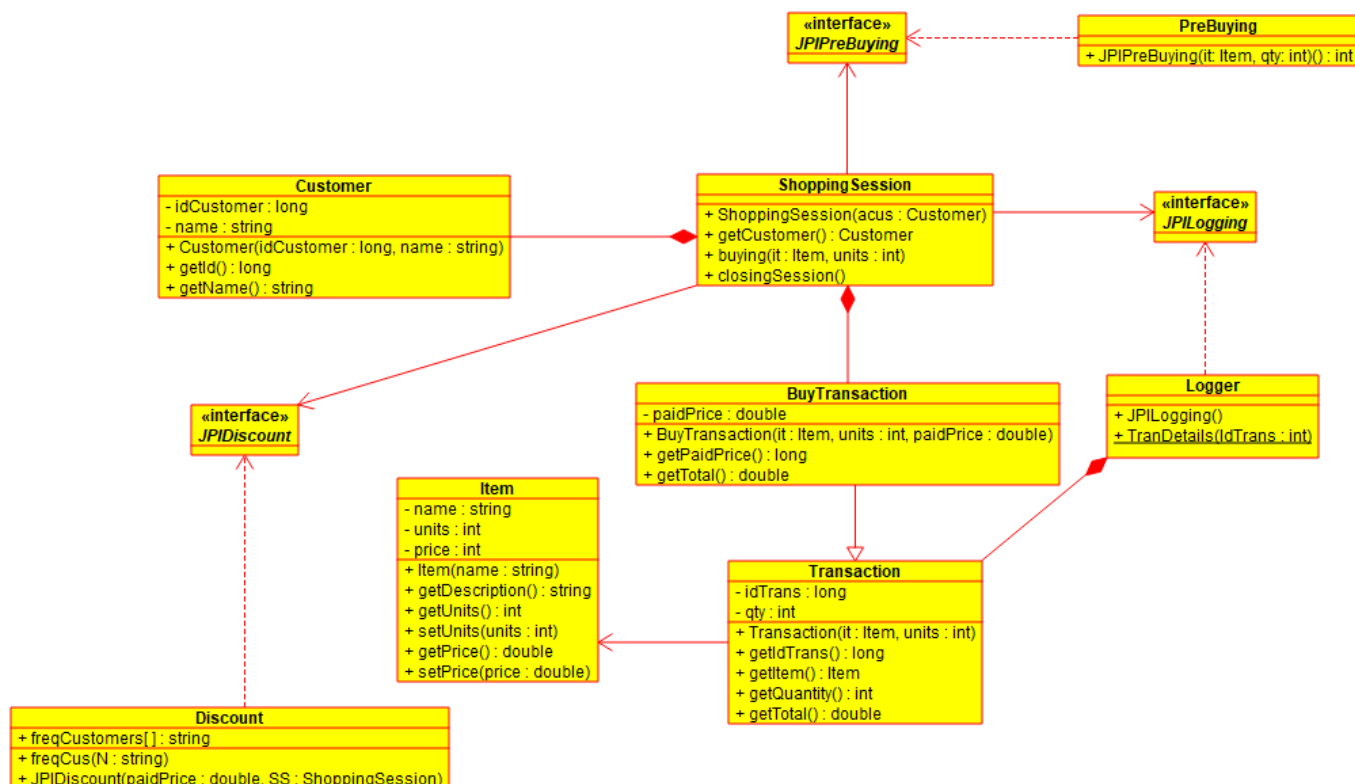 «interface»
JPIPreBuying
PreBuying
+ JPIPreBuying(it: Item, qty: int)() : int
Customer
- idCustomer : long
- name : string
+ Customer(idCustomer : long, name : string)
+ getId() : long
+ getName() : string
ShoppingSession
+ ShoppingSession(acus : Customer)
+ getCustomer() : Customer
+ buying(it : Item, units : int)
+ closingSession()
«interface»
JPILogging
«interface»
JPIDiscount
BuyTransaction
- paidPrice : double
+ BuyTransaction(it : Item, units : int, paidPrice : double)
+ getPaidPrice() : long
+ getTotal() : double
Logger
+ JPILogging()
+ TranDetails(IdTrans : int)
Item
- name : string
- units : int
- price : int
+ Item(name : string)
+ getDescription() : string
+ getUnits() : int
+ setUnits(units : int)
+ getPrice() : double
+ setPrice(price : double)
Transaction
- idTrans : long
- qty : int
+ Transaction(it : Item, units : int)
+ getIdTrans() : long
+ getItem() : Item
+ getQuantity() : int
+ getTotal() : double
Discount
+ freqCustomers[ ] : string
+ freqCus(N : string)
+ JPIDiscount(paidPrice : double, SS : ShoppingSession)